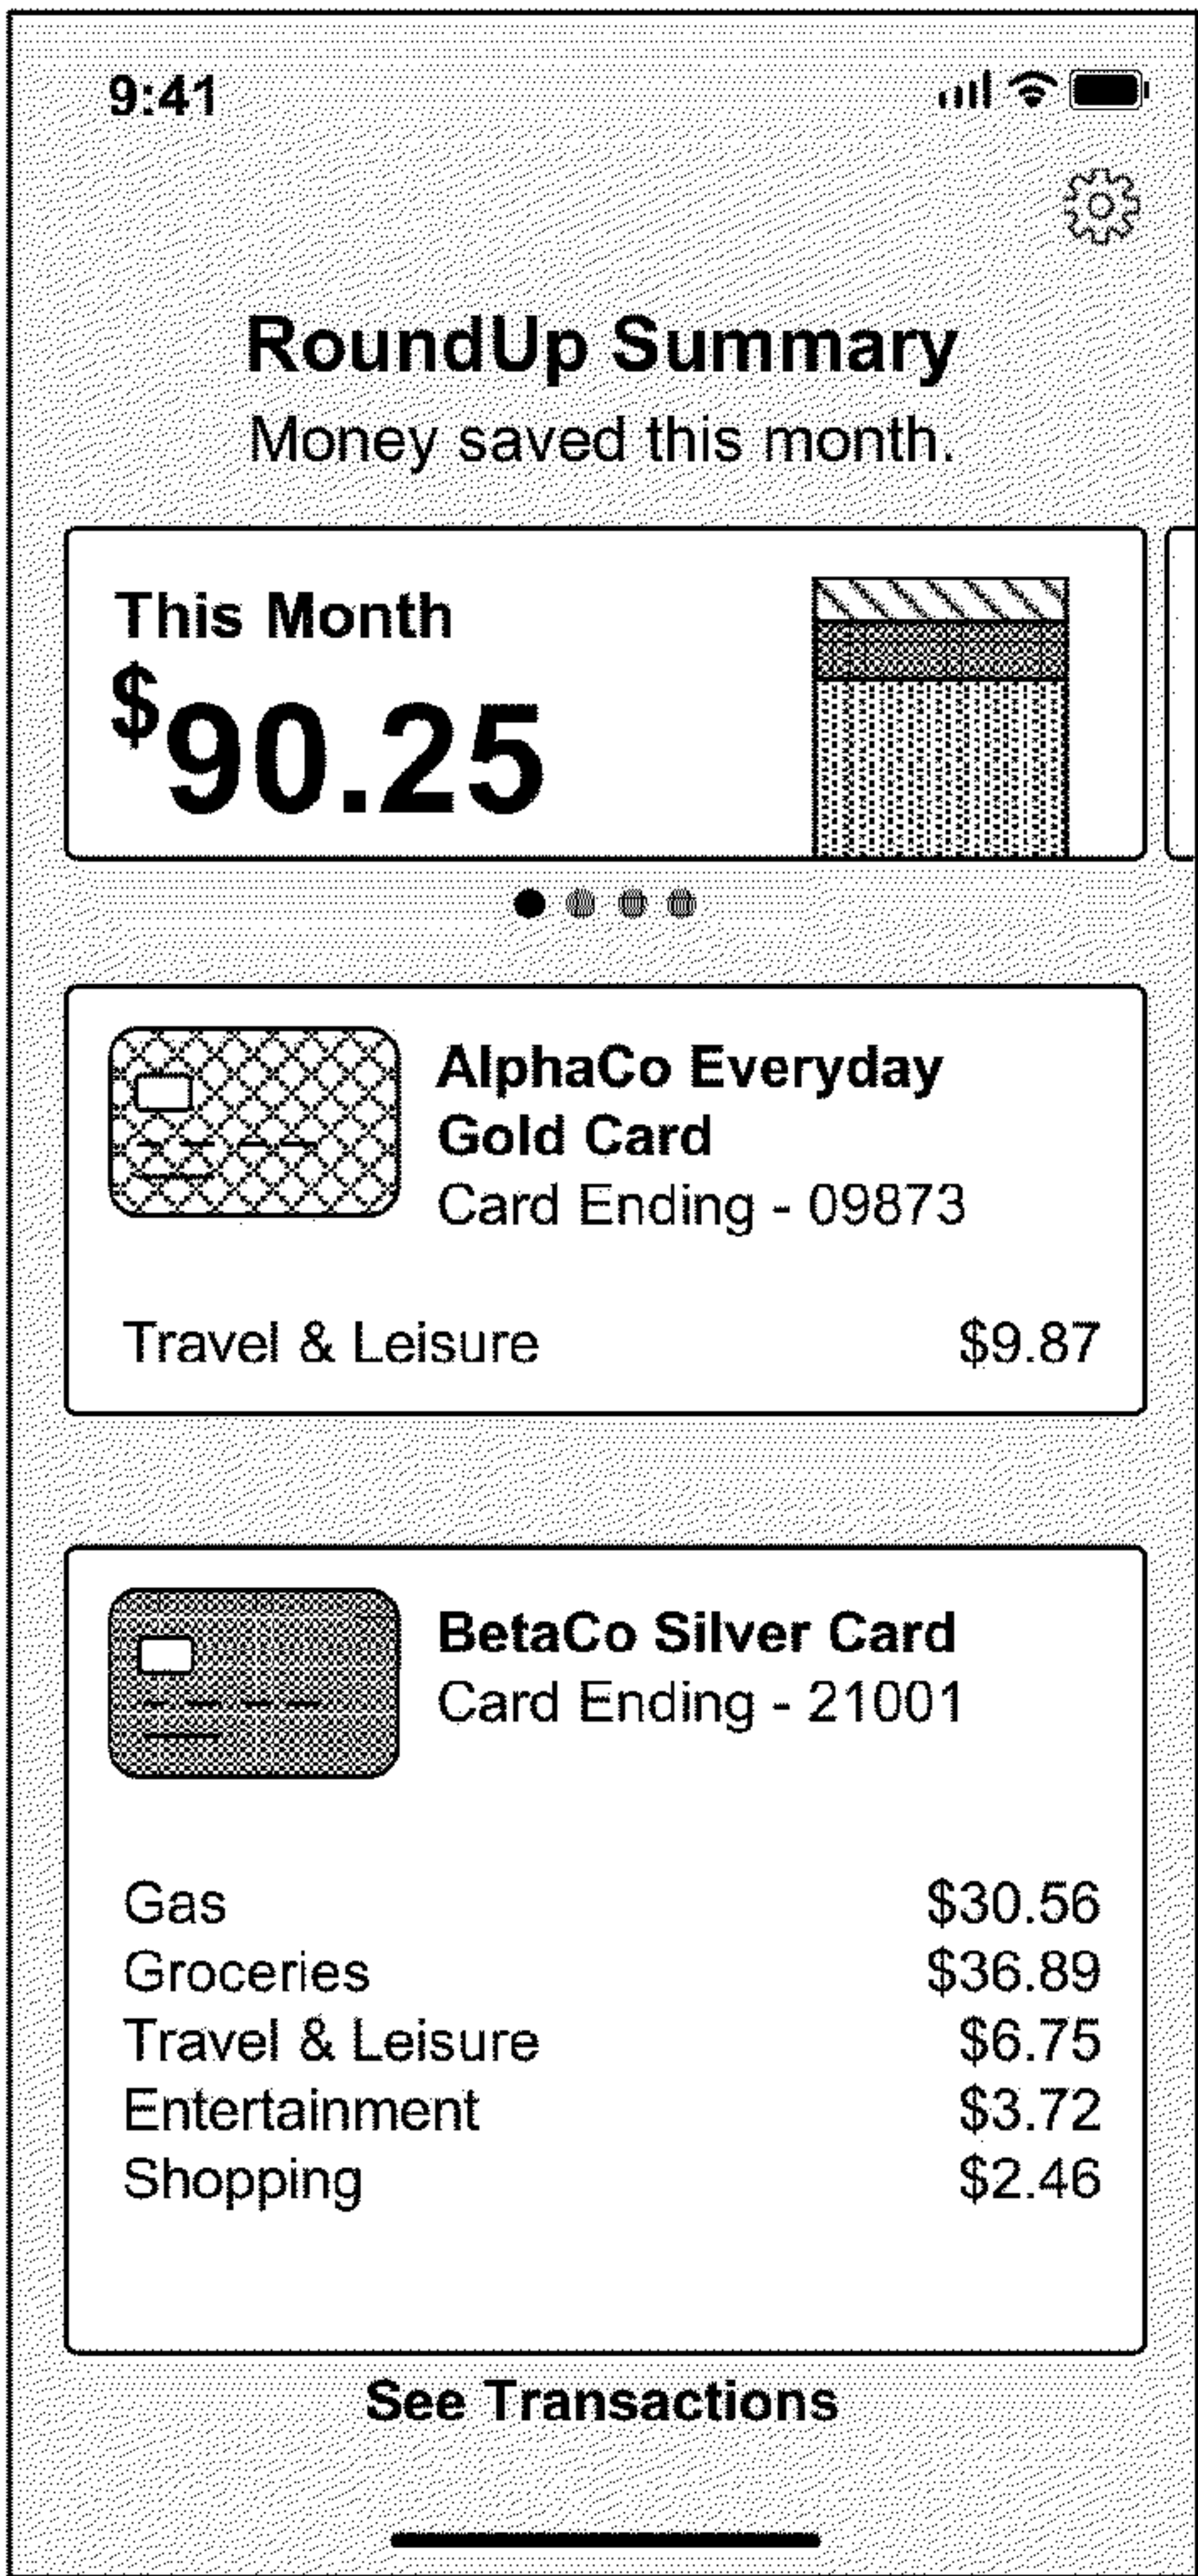 9:41
RoundUp Summary
Money saved this month.
This Month
$90.25
AlphaCo Everyday
Gold Card
Card Ending - 09873
Travel & Leisure $9.87
BetaCo Silver Card
Card Ending - 21001
Gas $30.56
Groceries $36.89
Travel & Leisure $6.75
Entertainment $3.72
Shopping $2.46
See Transactions